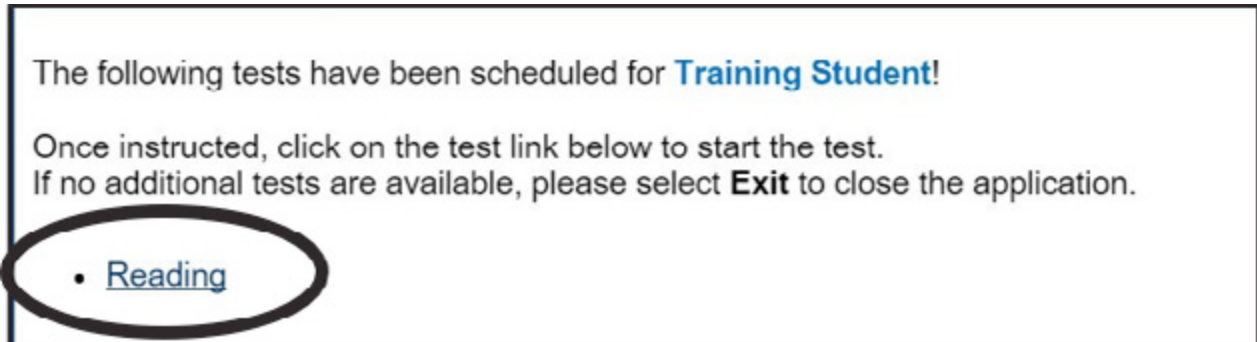 The following tests have been scheduled for Training Student!
Once instructed, click on the test link below to start the test.
If no additional tests are available, please select Exit to close the application.
• Reading